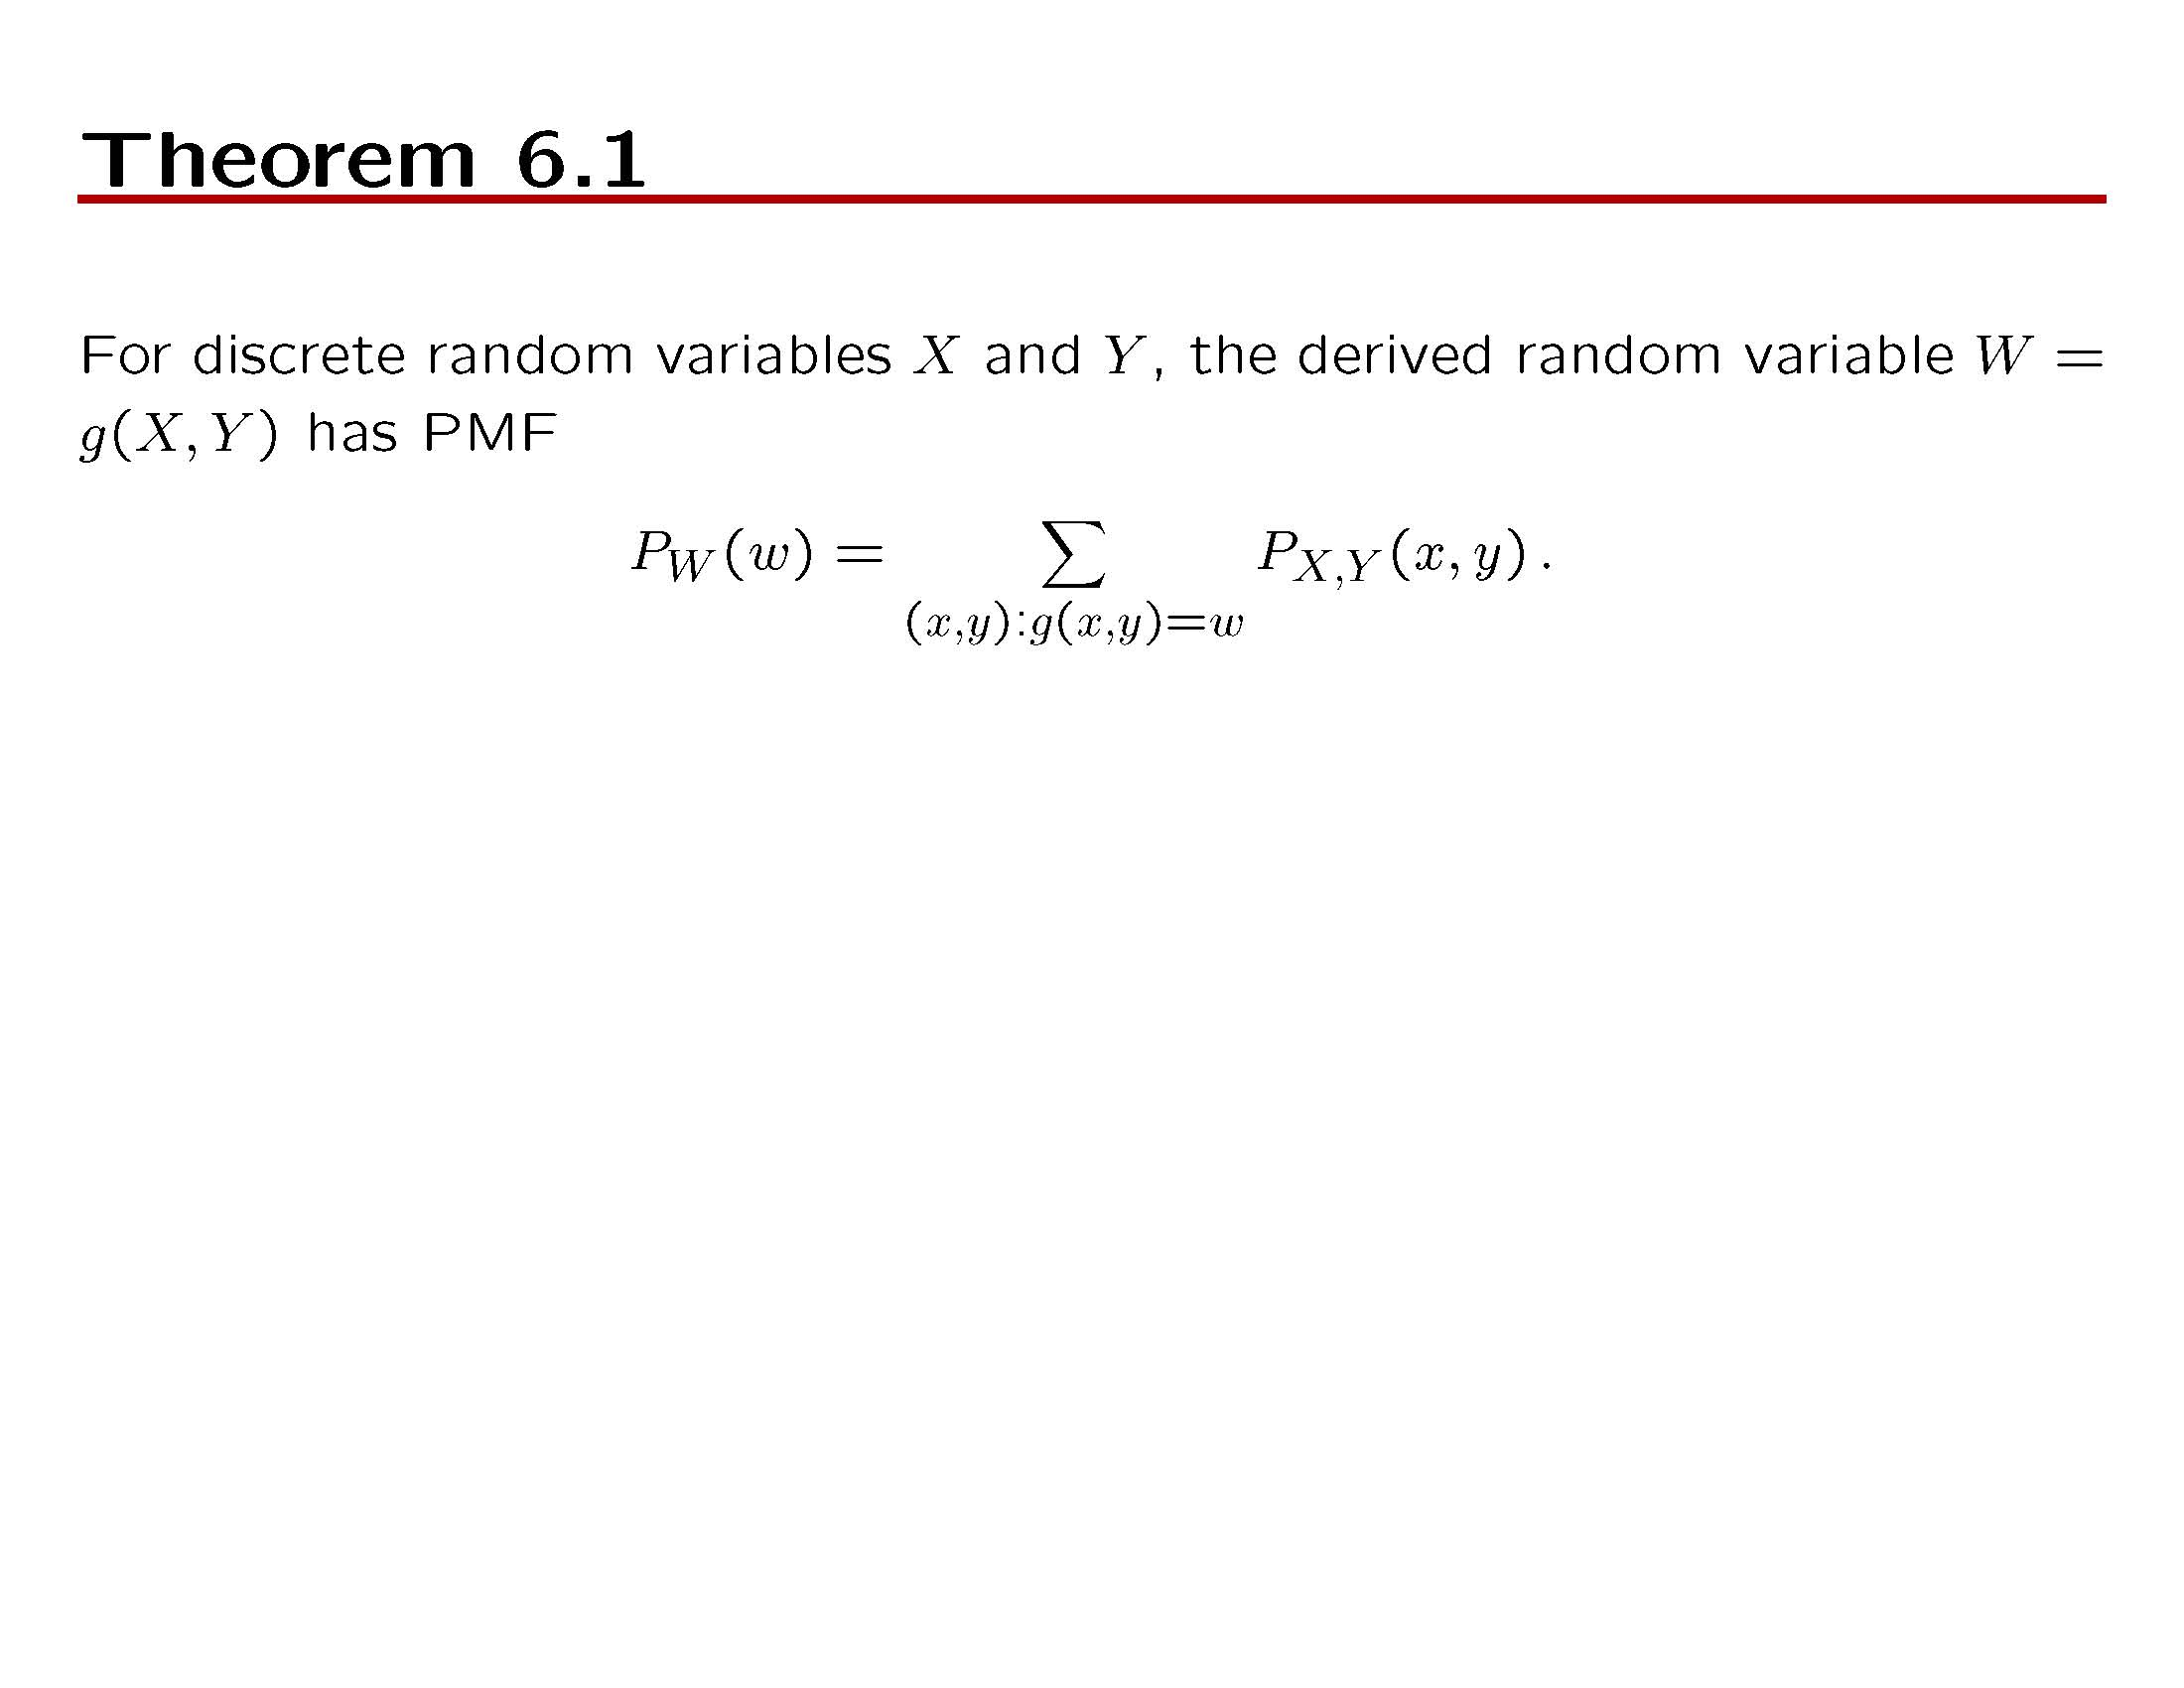 Theorem 6.1
For discrete random variables X and Y, the derived random variable W =
g(X, Y) has PMF
P_W(w) = ∑_{(x,y):g(x,y)=w} P_{X,Y}(x, y) .